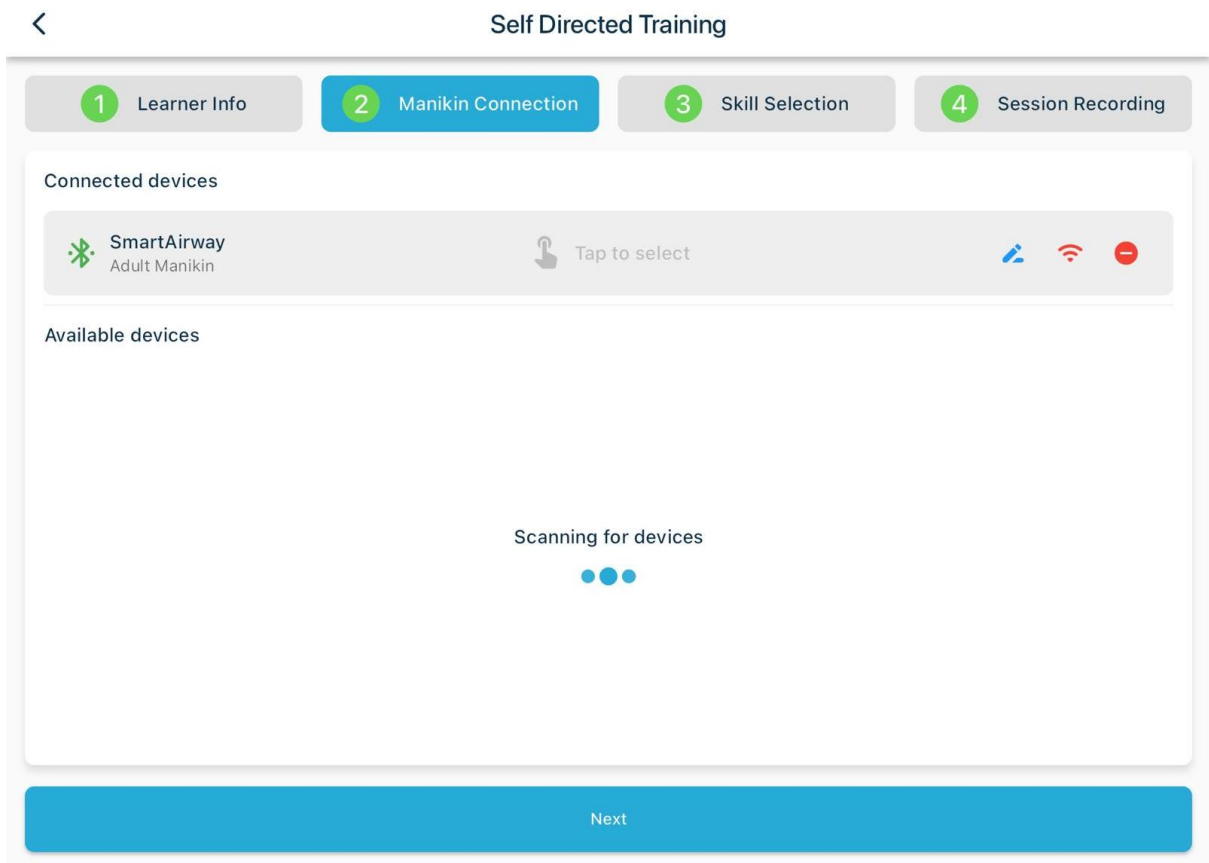 Self Directed Training
1 Learner Info
2 Manikin Connection
3 Skill Selection
4 Session Recording
Connected devices
SmartAirway
Adult Manikin
Tap to select
Available devices
Scanning for devices
Next